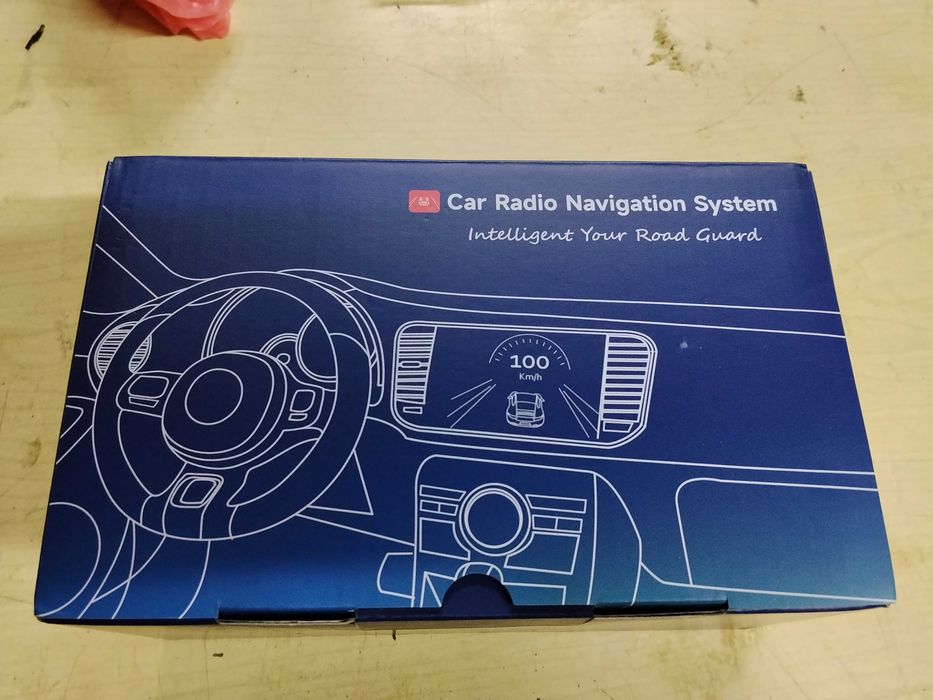 Car Radio Navigation System
Intelligent Your Road Guard
100
Km/h